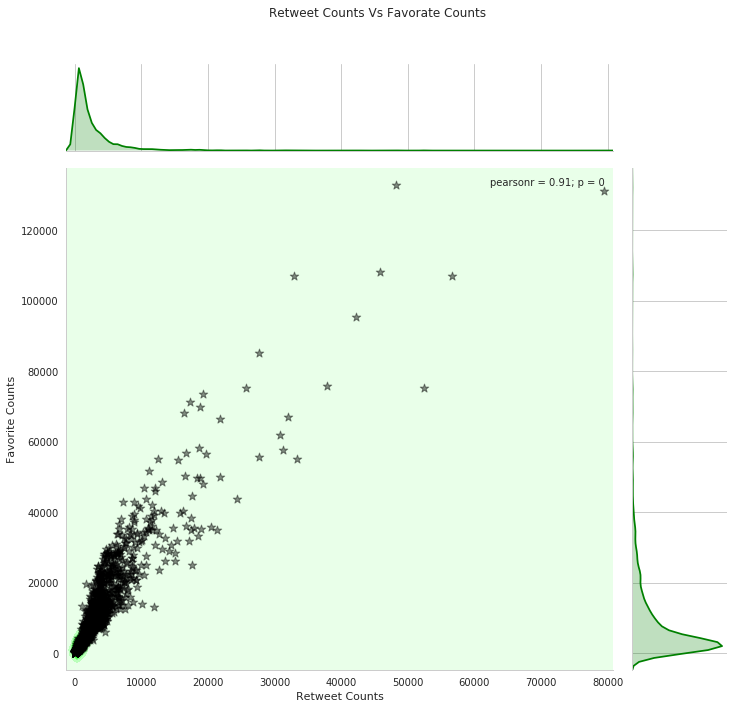 Retweet Counts Vs Favorate Counts
pearsonr = 0.91; p = 0
Favorite Counts
120000
100000
80000
60000
40000
20000
0
0 10000 20000 30000 40000 50000 60000 70000 80000
Retweet Counts